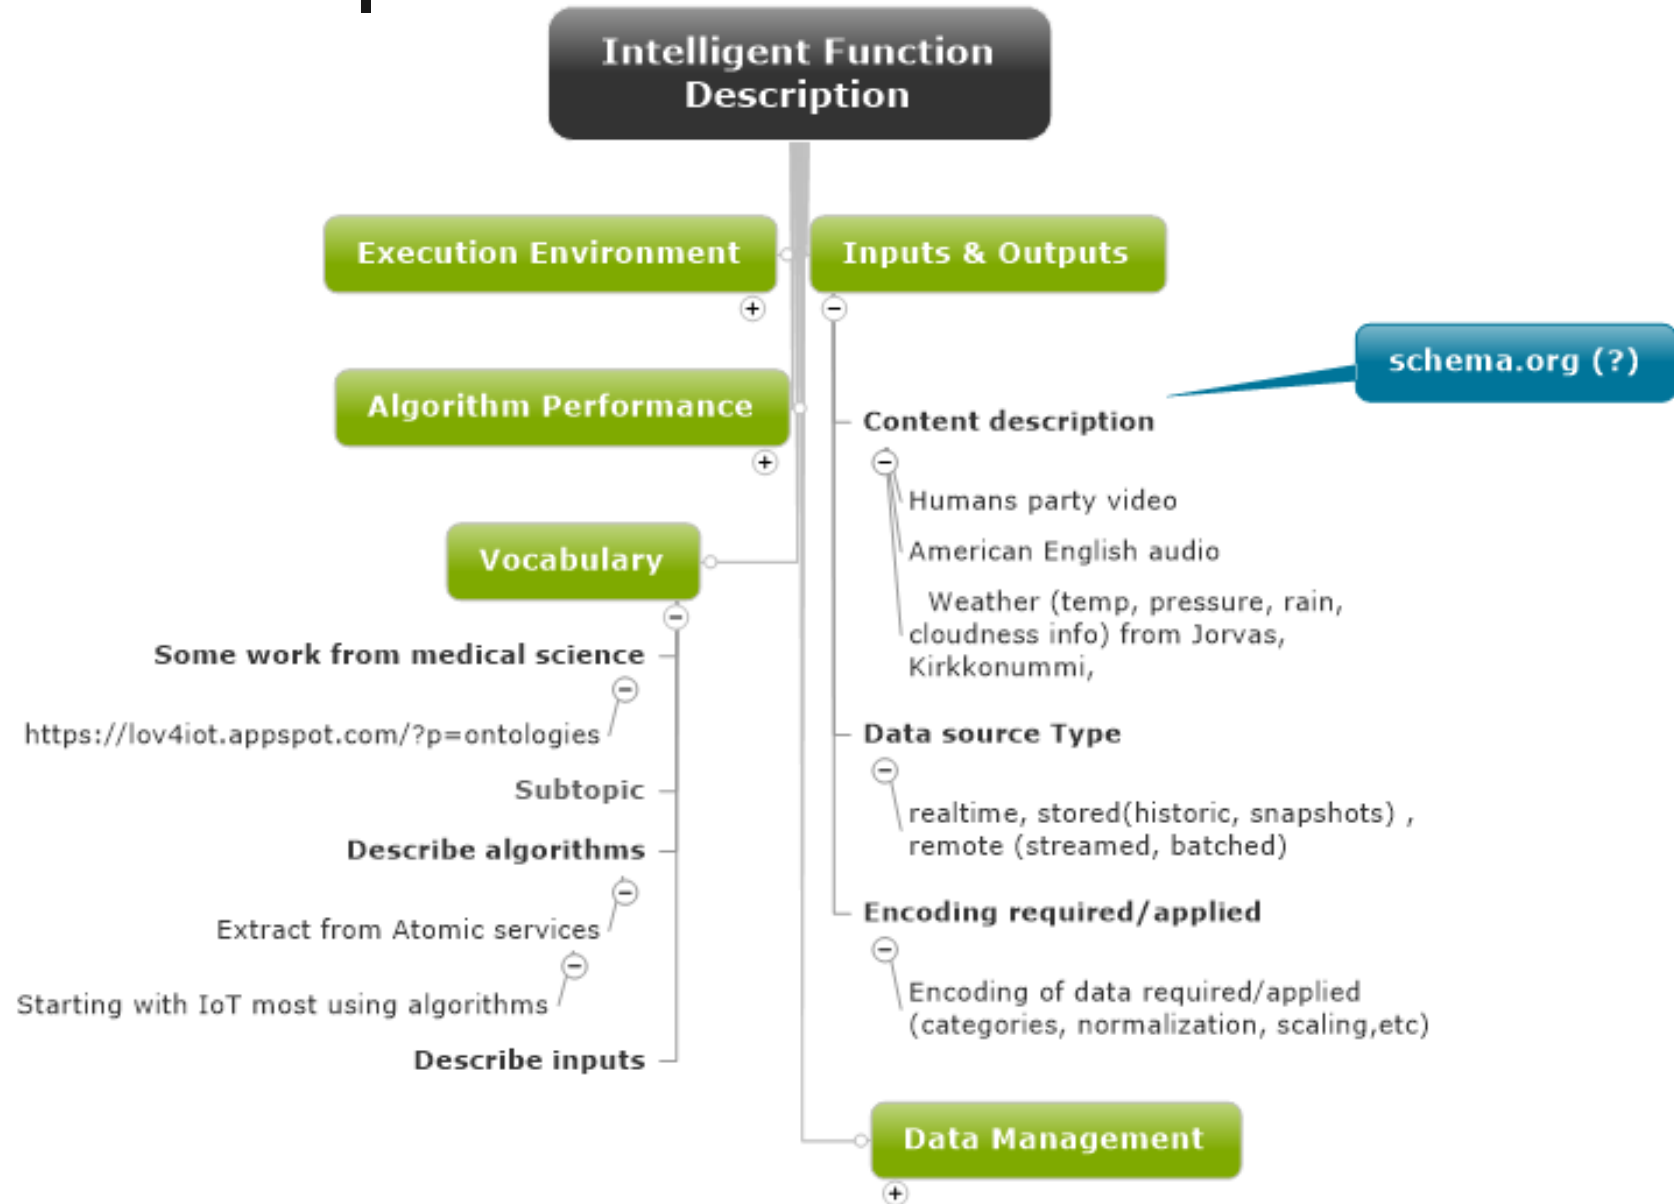 Intelligent Function
Description
Execution Environment
Inputs & Outputs
schema.org (?)
Algorithm Performance
Content description
Humans party video
American English audio
Weather (temp, pressure, rain,
cloudness info) from Jorvas,
Kirkkonummi,
Data source Type
realtime, stored(historic, snapshots) ,
remote (streamed, batched)
Encoding required/applied
Encoding of data required/applied
(categories, normalization, scaling,etc)
Vocabulary
Some work from medical science
https://lov4iot.appspot.com/?p=ontologies
Subtopic
Describe algorithms
Extract from Atomic services
Starting with IoT most using algorithms
Describe inputs
Data Management